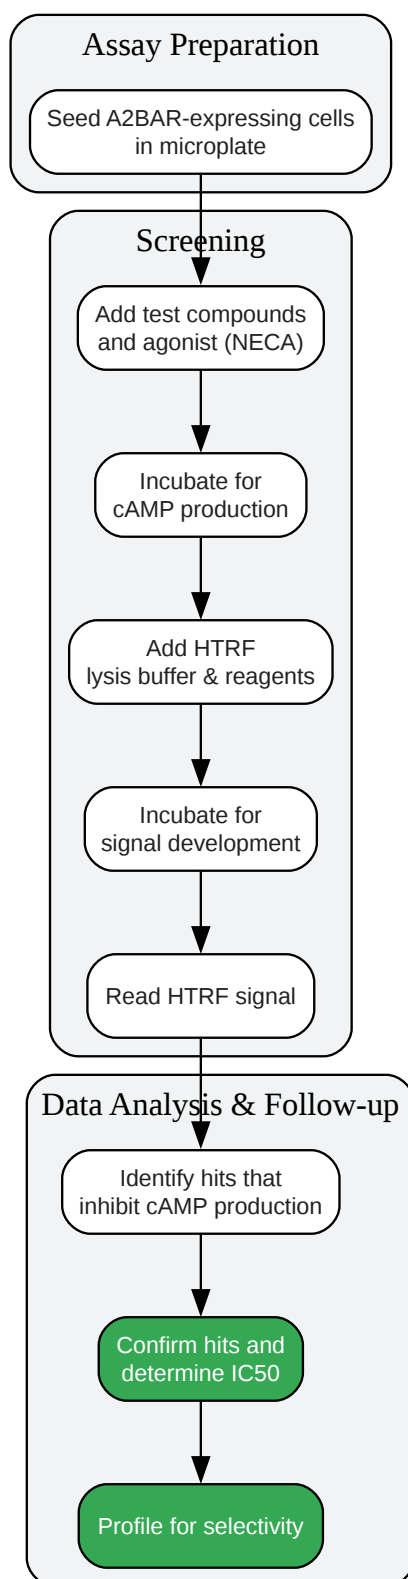 Assay Preparation
Seed A2BAR-expressing cells
in microplate
Screening
Add test compounds
and agonist (NECA)
Incubate for
cAMP production
Add HTRF
lysis buffer & reagents
Incubate for
signal development
Read HTRF signal
Data Analysis & Follow-up
Identify hits that
inhibit cAMP production
Confirm hits and
determine IC50
Profile for selectivity